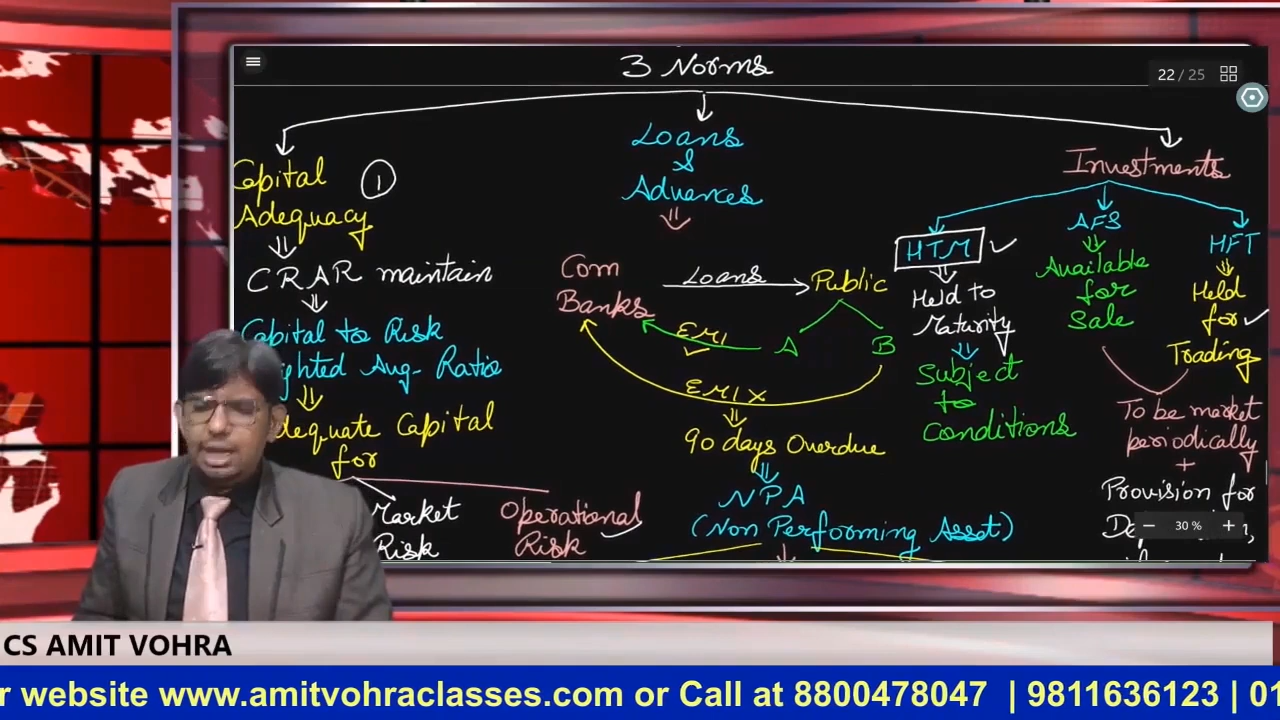 3 Norms
22 / 25
Capital
Adequacy
1
⇓
CRAR maintain
⇓
Capital to Risk
ighted Avg- Ratio
⇓
dequate Capital
for
Market
Risk
Operational
Risk
Loans
&
Advances
⇓
Com
Banks
Loans
Public
EMI ✓
A
B
EMI X
⇓
90 days Overdue
⇓
NPA
(Non Performing Asset)
Investments
HTM ✓
⇓
Held to
Maturity
⇓
Subject
to
Conditions
AFS
⇓
Available
for
Sale
HFT
⇓
Held
for ✓
Trading
To be market
periodically
+
Provision for
− 30 % +
CS AMIT VOHRA
r website www.amitvohraclasses.com or Call at 8800478047 | 9811636123 | 01